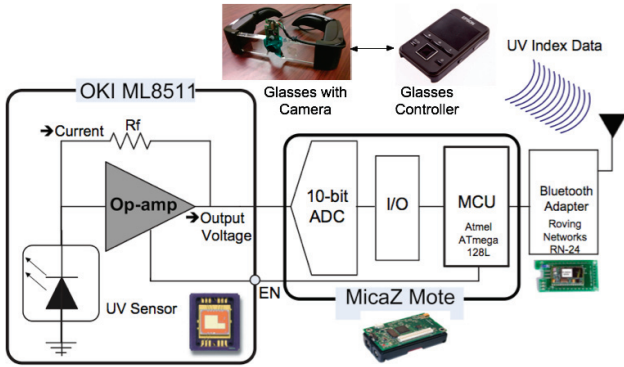 Glasses with
Camera
Glasses
Controller
UV Index Data
OKI ML8511
➔Current
Rf
Op-amp
➔Output
Voltage
UV Sensor
EN
10-bit
ADC
I/O
MCU
Atmel
ATmega
128L
MicaZ Mote
Bluetooth
Adapter
Roving
Networks
RN-24